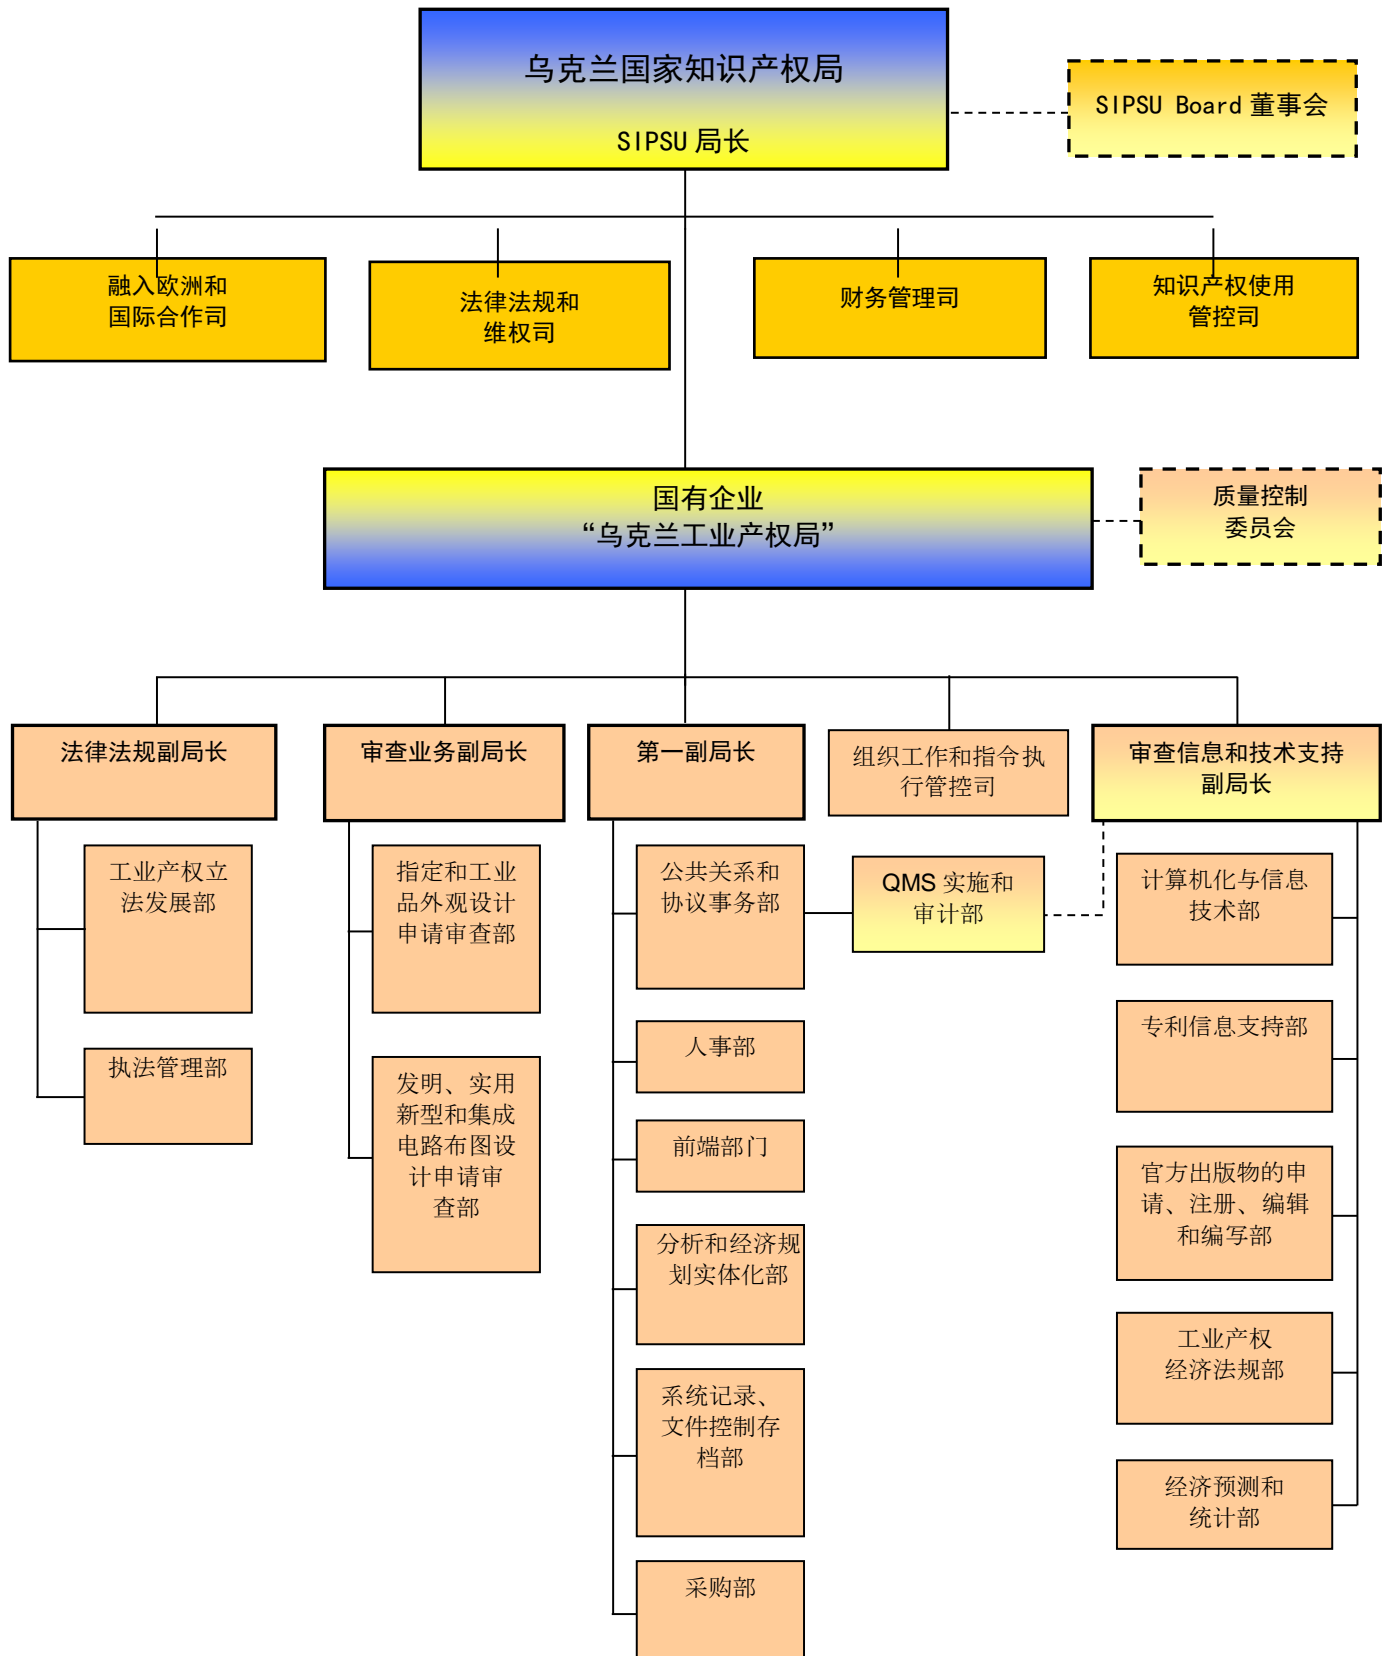 乌克兰国家知识产权局
SIPSU 局长
SIPSU Board 董事会
融入欧洲和
国际合作司
法律法规和
维权司
财务管理司
知识产权使用
管控司
国有企业
“乌克兰工业产权局”
质量控制
委员会
法律法规副局长
审查业务副局长
第一副局长
组织工作和指令执
行管控司
审查信息和技术支持
副局长
工业产权立
法发展部
执法管理部
指定和工业
品外观设计
申请审查部
发明、实用
新型和集成
电路布图设
计申请审
查部
公共关系和
协议事务部
QMS 实施和
审计部
人事部
前端部门
分析和经济规
划实体化部
系统记录、
文件控制存
档部
采购部
计算机化与信息
技术部
专利信息支持部
官方出版物的申
请、注册、编辑
和编写部
工业产权
经济法规部
经济预测和
统计部